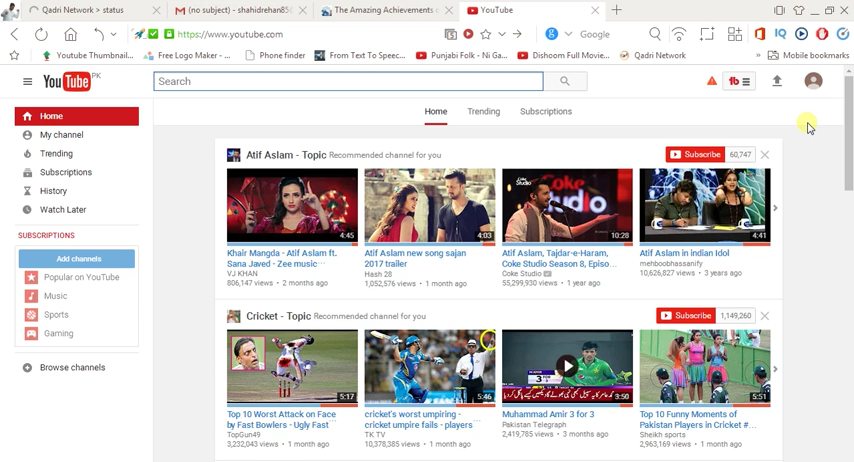 Qadri Network > status
(no subject) - shahidrehan85@
The Amazing Achievements o
YouTube
https://www.youtube.com
Google
Youtube Thumbnail...
Free Logo Maker - ...
Phone finder
From Text To Speec...
Punjabi Folk - Ni Ga...
Dishoom Full Movie...
Qadri Network
» Mobile bookmarks
YouTube PK
Search
Home Trending Subscriptions
Home
My channel
Trending
Subscriptions
History
Watch Later
SUBSCRIPTIONS
Add channels
Popular on YouTube
Music
Sports
Gaming
Browse channels
Atif Aslam - Topic Recommended channel for you
Subscribe 60,747
4:45
Khair Mangda - Atif Aslam ft.
Sana Javed - Zee music...
VJ KHAN
806,147 views • 2 months ago
4:03
Atif Aslam new song sajan
2017 trailer
Hash 28
1,052,576 views • 1 month ago
Coke
Studio
10:28
Atif Aslam, Tajdar-e-Haram,
Coke Studio Season 8, Episo...
Coke Studio
55,299,930 views • 1 year ago
4:41
Atif Aslam in indian Idol
mehboobhassanify
10,626,827 views • 3 years ago
Cricket - Topic Recommended channel for you
Subscribe 1,149,260
5:17
Top 10 Worst Attack on Face
by Fast Bowlers - Ugly Fast...
TopGun49
3,232,043 views • 1 month ago
5:46
cricket's worst umpiring -
cricket umpire fails - players
TK TV
10,378,385 views • 1 month ago
3:50
Muhammad Amir 3 for 3
Pakistan Telegraph
2,419,785 views • 3 months ago
5:51
Top 10 Funny Moments of
Pakistan Players in Cricket #...
Sheikh sports
2,963,169 views • 1 month ago